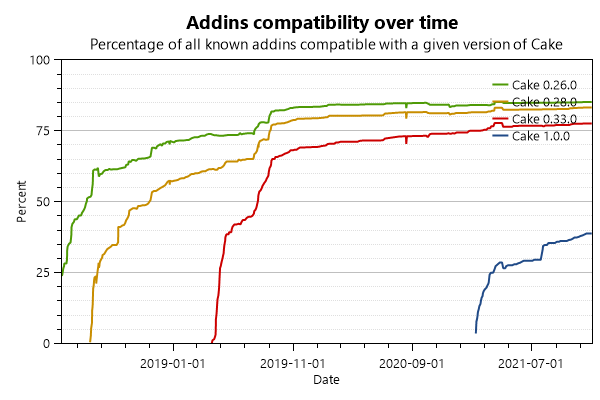 Addins compatibility over time
Percentage of all known addins compatible with a given version of Cake
100
75
50
25
0
Percent
Cake 0.26.0
Cake 0.28.0
Cake 0.33.0
Cake 1.0.0
2019-01-01
2019-11-01
2020-09-01
2021-07-01
Date